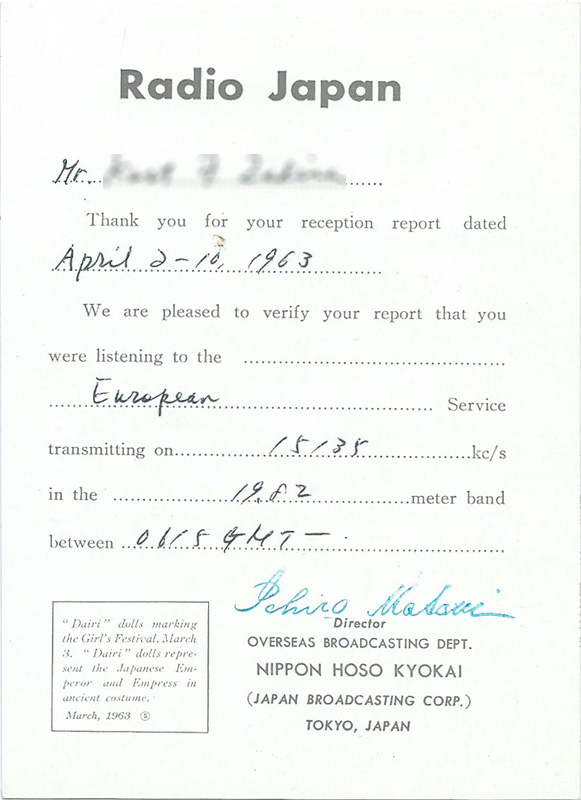 Radio Japan
Mr.
Thank you for your reception report dated
April 2-10, 1963
We are pleased to verify your report that you
were listening to the
European Service
transmitting on 15135 kc/s
in the 19.82 meter band
between 0615 GMT —
Ichiro
Director
OVERSEAS BROADCASTING DEPT.
NIPPON HOSO KYOKAI
(JAPAN BROADCASTING CORP.)
TOKYO, JAPAN
"Dairi" dolls marking
the Girl's Festival, March
3. "Dairi" dolls repre-
sent the Japanese Em-
peror and Empress in
ancient costume.
March, 1963 ⑤